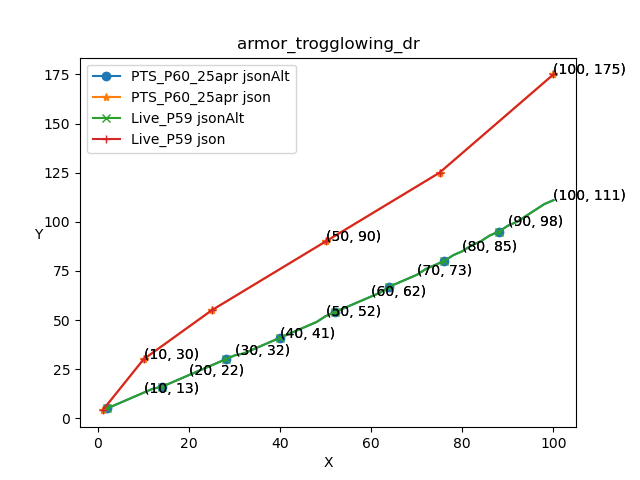 armor_trogglowing_dr
PTS_P60_25apr jsonAlt
PTS_P60_25apr json
Live_P59 jsonAlt
Live_P59 json
(100, 175)
(100, 111)
(90, 98)
(50, 90)
(80, 85)
(70, 73)
(60, 62)
(50, 52)
(40, 41)
(30, 32)
(10, 30)
(20, 22)
(10, 13)
175
150
125
100
75
50
25
0
Y
0 20 40 60 80 100
X